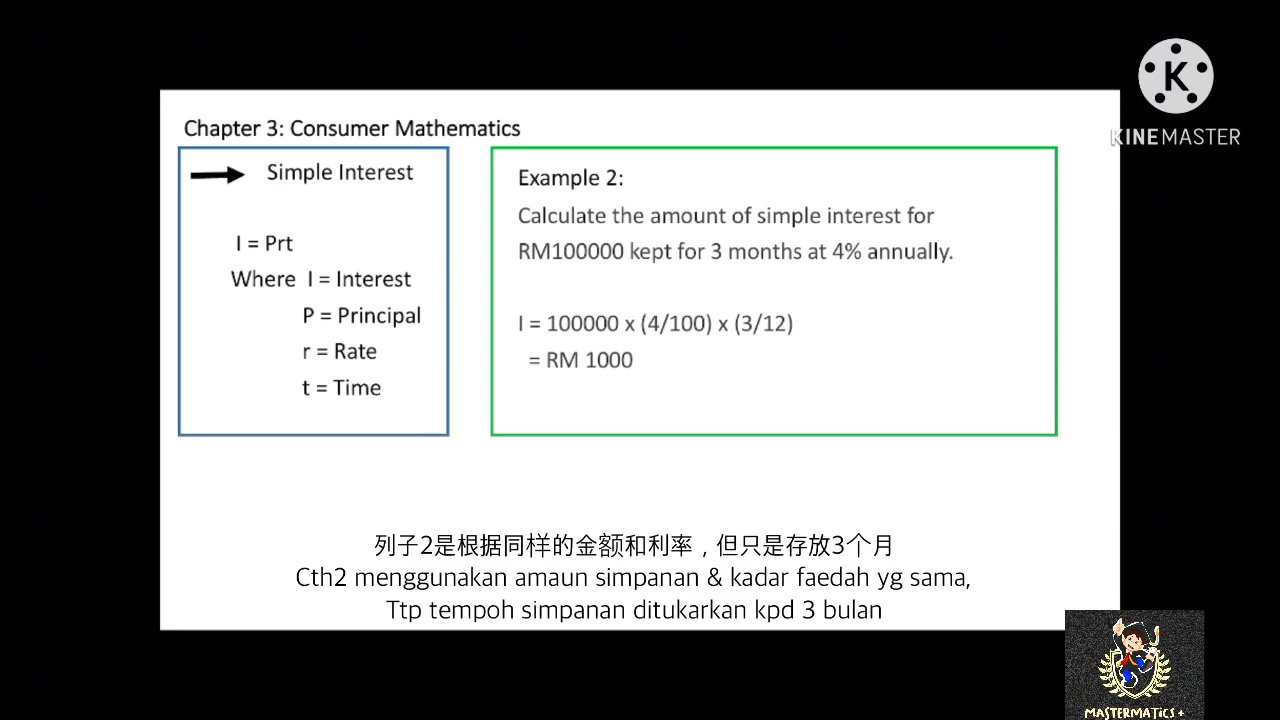 KINEMASTER
Chapter 3: Consumer Mathematics
Simple Interest
I = Prt
Where I = Interest
P = Principal
r = Rate
t = Time
Example 2:
Calculate the amount of simple interest for
RM100000 kept for 3 months at 4% annually.
I = 100000 x (4/100) x (3/12)
= RM 1000
列子2是根据同样的金额和利率，但只是存放3个月
Cth2 menggunakan amaun simpanan & kadar faedah yg sama,
Ttp tempoh simpanan ditukarkan kpd 3 bulan
MASTERMATiCS +